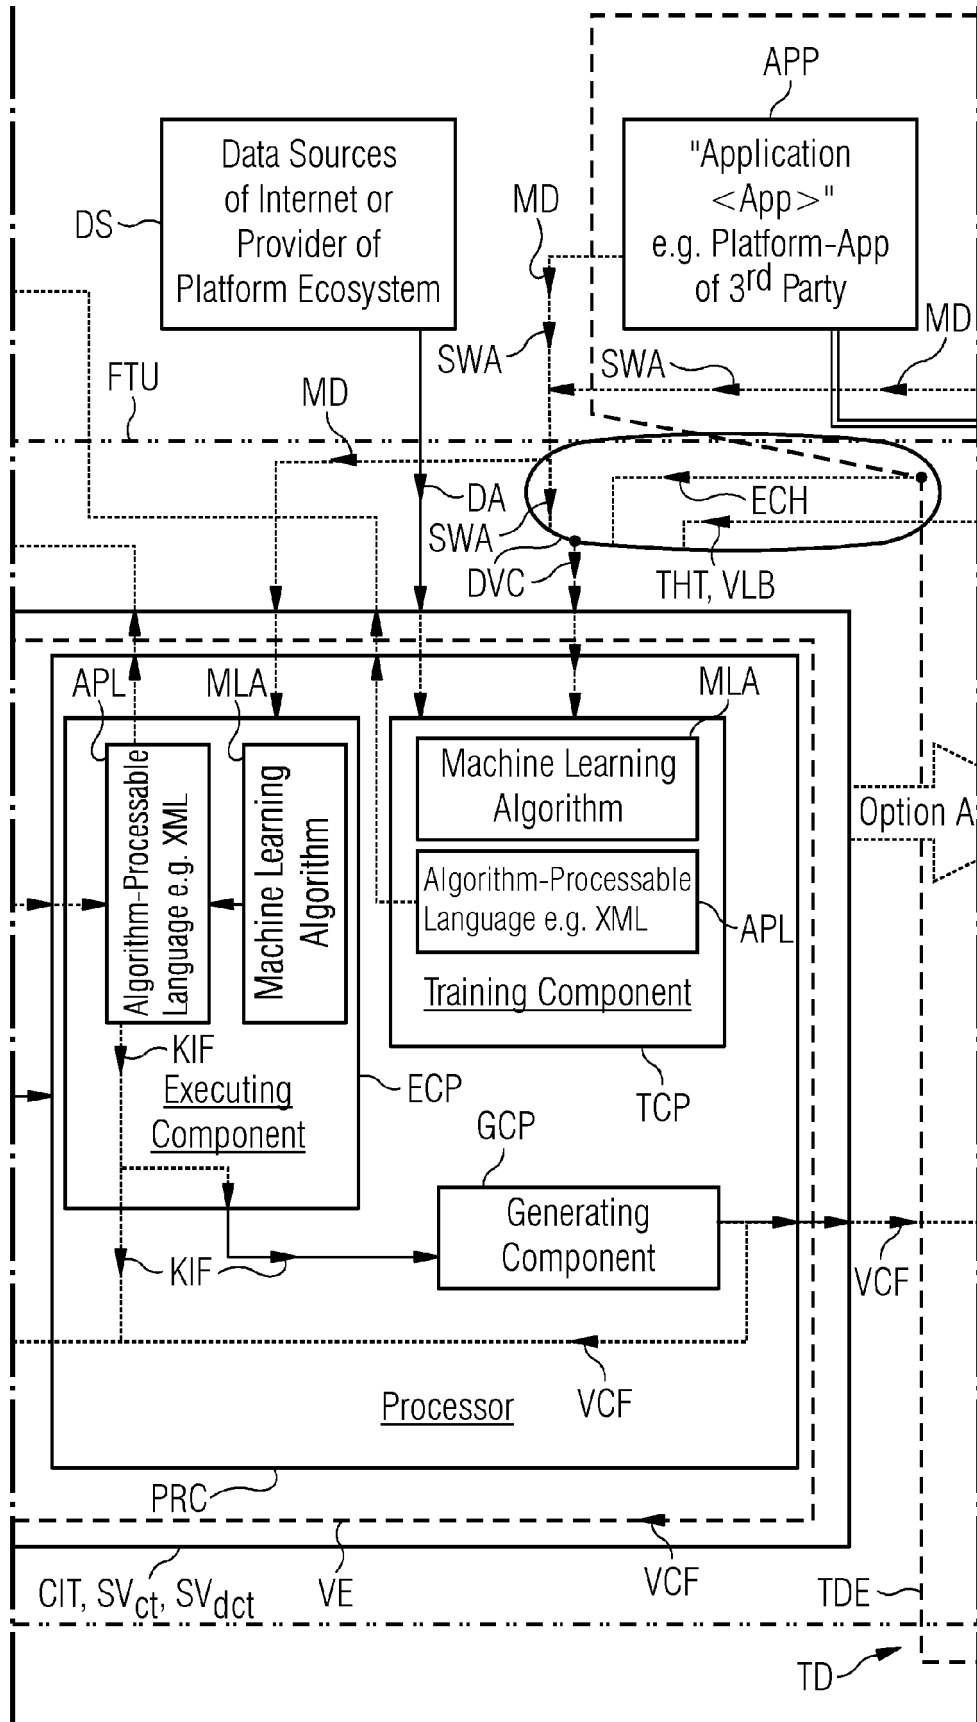 APP
Data Sources
of Internet or
Provider of
Platform Ecosystem
DS
MD
"Application
<App>"
e.g. Platform-App
of 3rd Party
SWA
SWA
MD
FTU
MD
DA
SWA
ECH
DVC
THT, VLB
APL
MLA
MLA
Machine Learning
Algorithm
Algorithm-Processable
Language e.g. XML
Machine Learning
Algorithm
Option A:
Algorithm-Processable
Language e.g. XML
APL
Training Component
KIF
Executing
Component
ECP
TCP
GCP
Generating
Component
KIF
VCF
VCF
Processor
PRC
CIT, SVct, SVdct
VE
VCF
TDE
TD